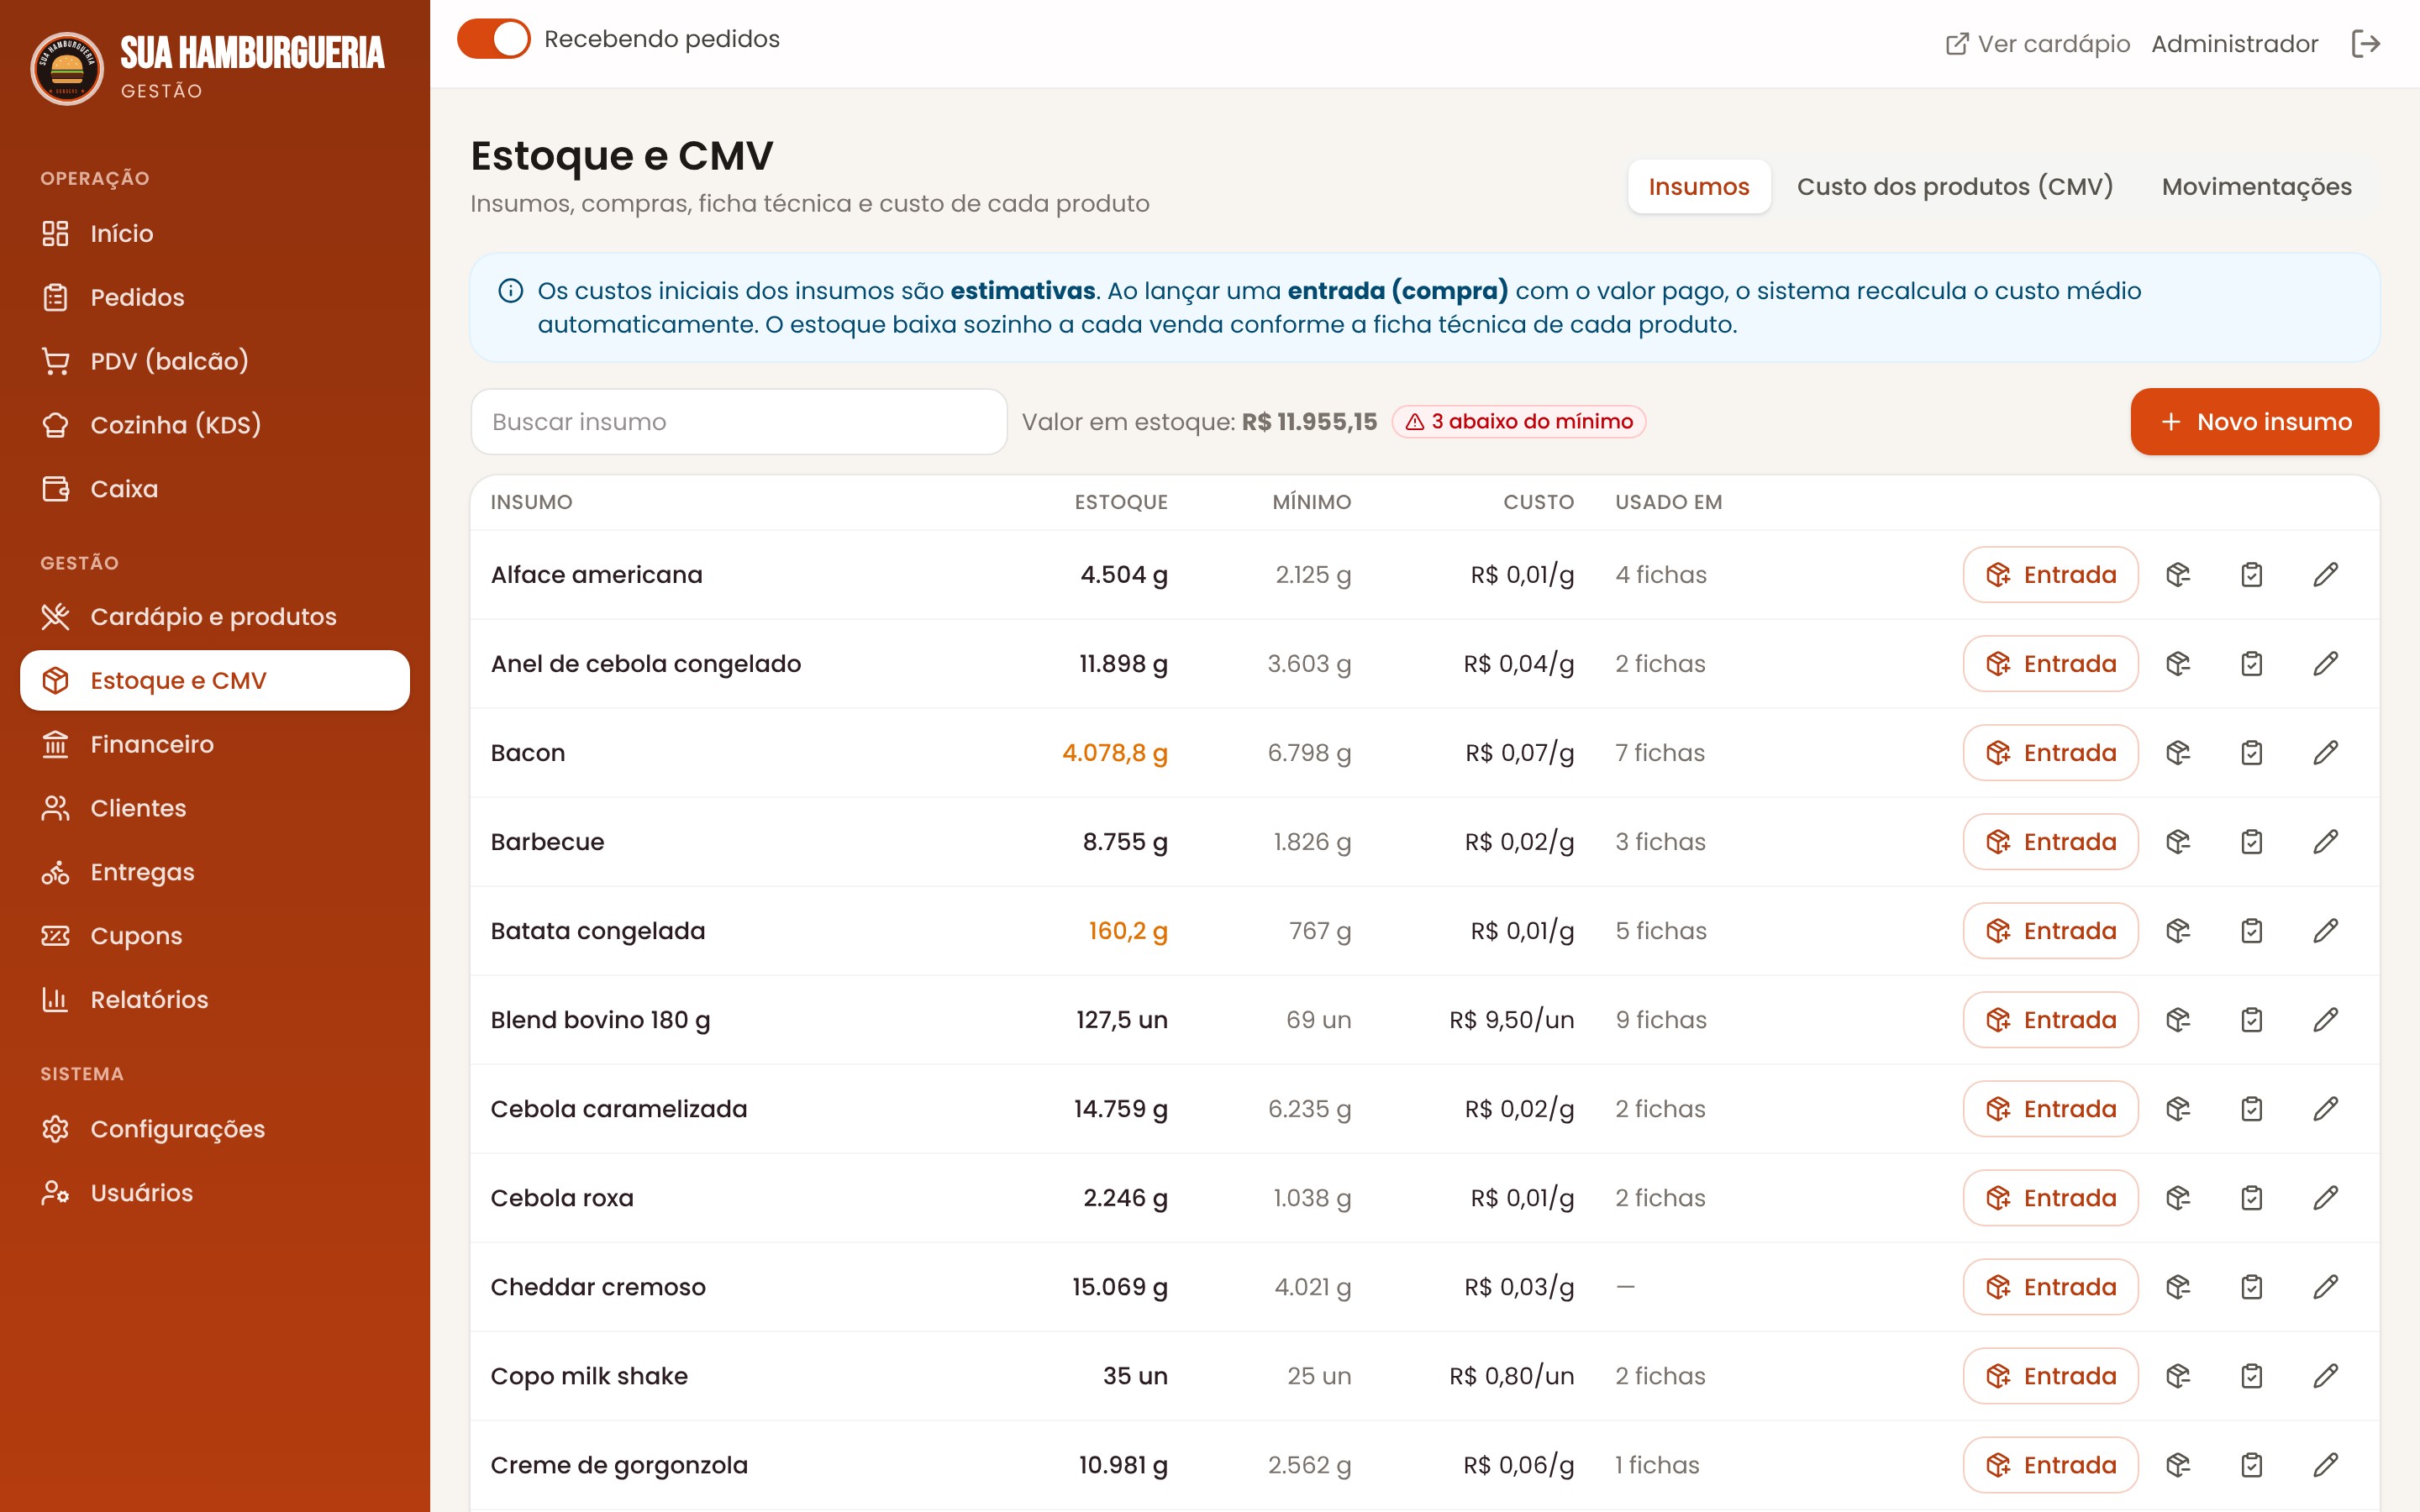 SUA HAMBURGUERIA
GESTÃO
OPERAÇÃO
Início
Pedidos
PDV (balcão)
Cozinha (KDS)
Caixa
GESTÃO
Cardápio e produtos
Estoque e CMV
Financeiro
Clientes
Entregas
Cupons
Relatórios
SISTEMA
Configurações
Usuários
Recebendo pedidos
Ver cardápio Administrador
Estoque e CMV
Insumos, compras, ficha técnica e custo de cada produto
Insumos Custo dos produtos (CMV) Movimentações
Os custos iniciais dos insumos são estimativas. Ao lançar uma entrada (compra) com o valor pago, o sistema recalcula o custo médio
automaticamente. O estoque baixa sozinho a cada venda conforme a ficha técnica de cada produto.
Buscar insumo Valor em estoque: R$ 11.955,15 3 abaixo do mínimo + Novo insumo
INSUMO ESTOQUE MÍNIMO CUSTO USADO EM
Alface americana 4.504 g 2.125 g R$ 0,01/g 4 fichas Entrada
Anel de cebola congelado 11.898 g 3.603 g R$ 0,04/g 2 fichas Entrada
Bacon 4.078,8 g 6.798 g R$ 0,07/g 7 fichas Entrada
Barbecue 8.755 g 1.826 g R$ 0,02/g 3 fichas Entrada
Batata congelada 160,2 g 767 g R$ 0,01/g 5 fichas Entrada
Blend bovino 180 g 127,5 un 69 un R$ 9,50/un 9 fichas Entrada
Cebola caramelizada 14.759 g 6.235 g R$ 0,02/g 2 fichas Entrada
Cebola roxa 2.246 g 1.038 g R$ 0,01/g 2 fichas Entrada
Cheddar cremoso 15.069 g 4.021 g R$ 0,03/g — Entrada
Copo milk shake 35 un 25 un R$ 0,80/un 2 fichas Entrada
Creme de gorgonzola 10.981 g 2.562 g R$ 0,06/g 1 fichas Entrada